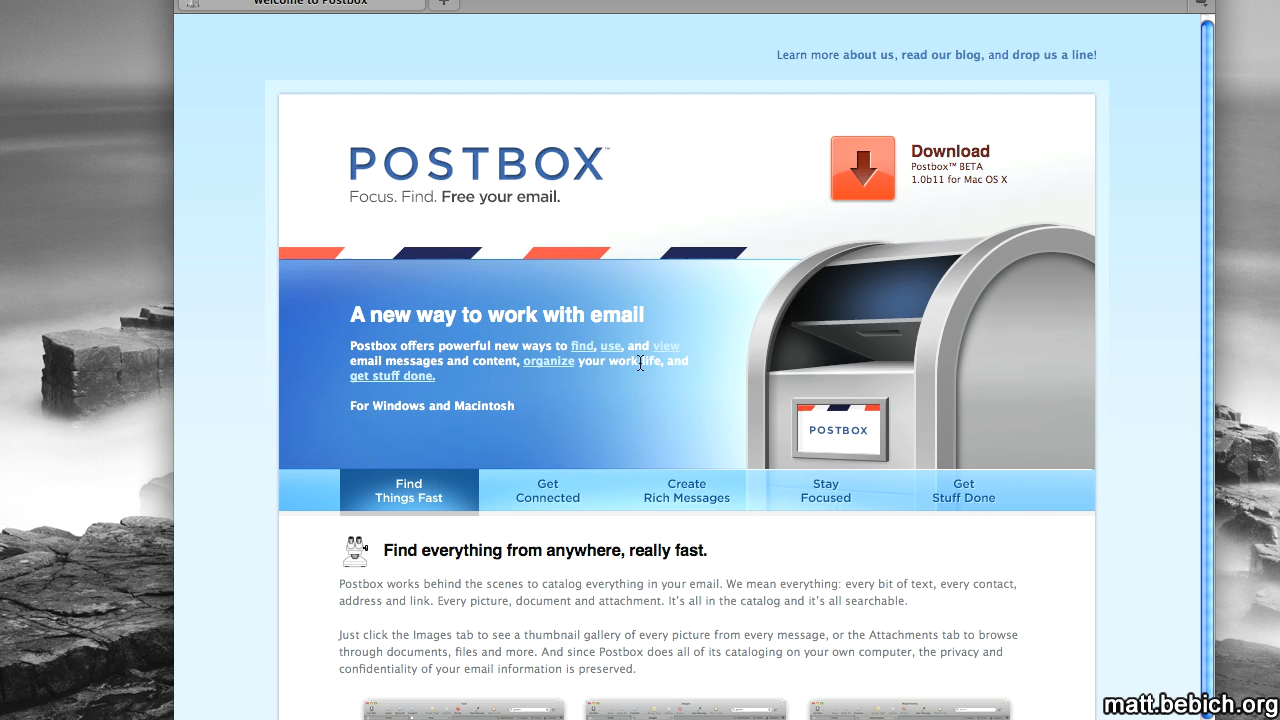 Welcome to Postbox
Learn more about us, read our blog, and drop us a line!
POSTBOX™
Focus. Find. Free your email.
Download
Postbox™ BETA
1.0b11 for Mac OS X
A new way to work with email
Postbox offers powerful new ways to find, use, and view
email messages and content, organize your work life, and
get stuff done.
For Windows and Macintosh
POSTBOX
Find
Things Fast
Get
Connected
Create
Rich Messages
Stay
Focused
Get
Stuff Done
Find everything from anywhere, really fast.
Postbox works behind the scenes to catalog everything in your email. We mean everything: every bit of text, every contact,
address and link. Every picture, document and attachment. It's all in the catalog and it's all searchable.
Just click the Images tab to see a thumbnail gallery of every picture from every message, or the Attachments tab to browse
through documents, files and more. And since Postbox does all of its cataloging on your own computer, the privacy and
confidentiality of your email information is preserved.
matt.bebich.org